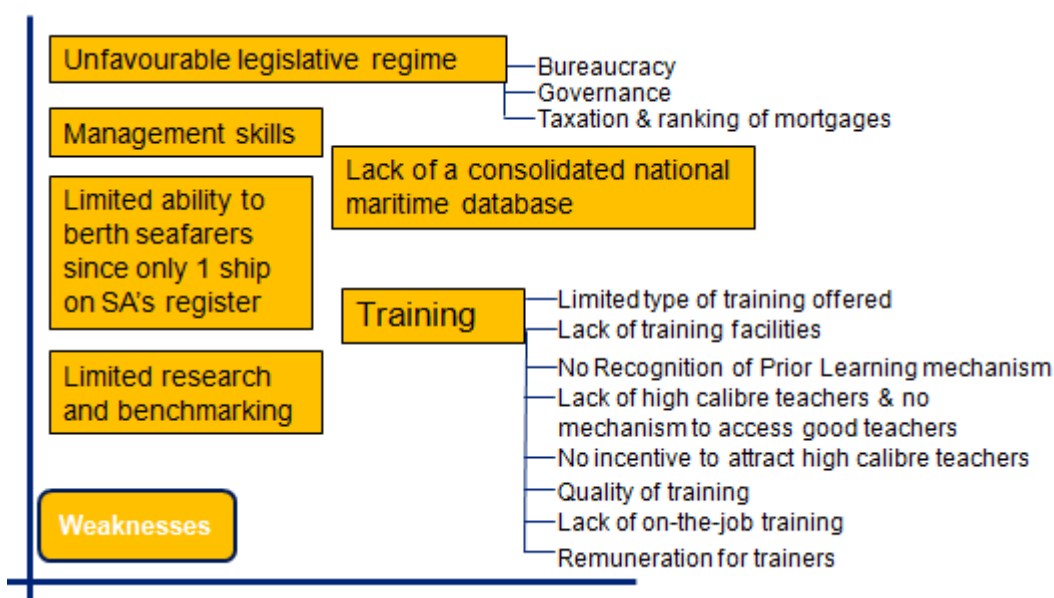 Unfavourable legislative regime
Bureaucracy
Governance
Taxation & ranking of mortgages
Management skills
Lack of a consolidated national
maritime database
Limited ability to
berth seafarers
since only 1 ship
on SA's register
Training
Limited type of training offered
Lack of training facilities
No Recognition of Prior Learning mechanism
Lack of high calibre teachers & no
mechanism to access good teachers
No incentive to attract high calibre teachers
Quality of training
Lack of on-the-job training
Remuneration for trainers
Limited research
and benchmarking
Weaknesses